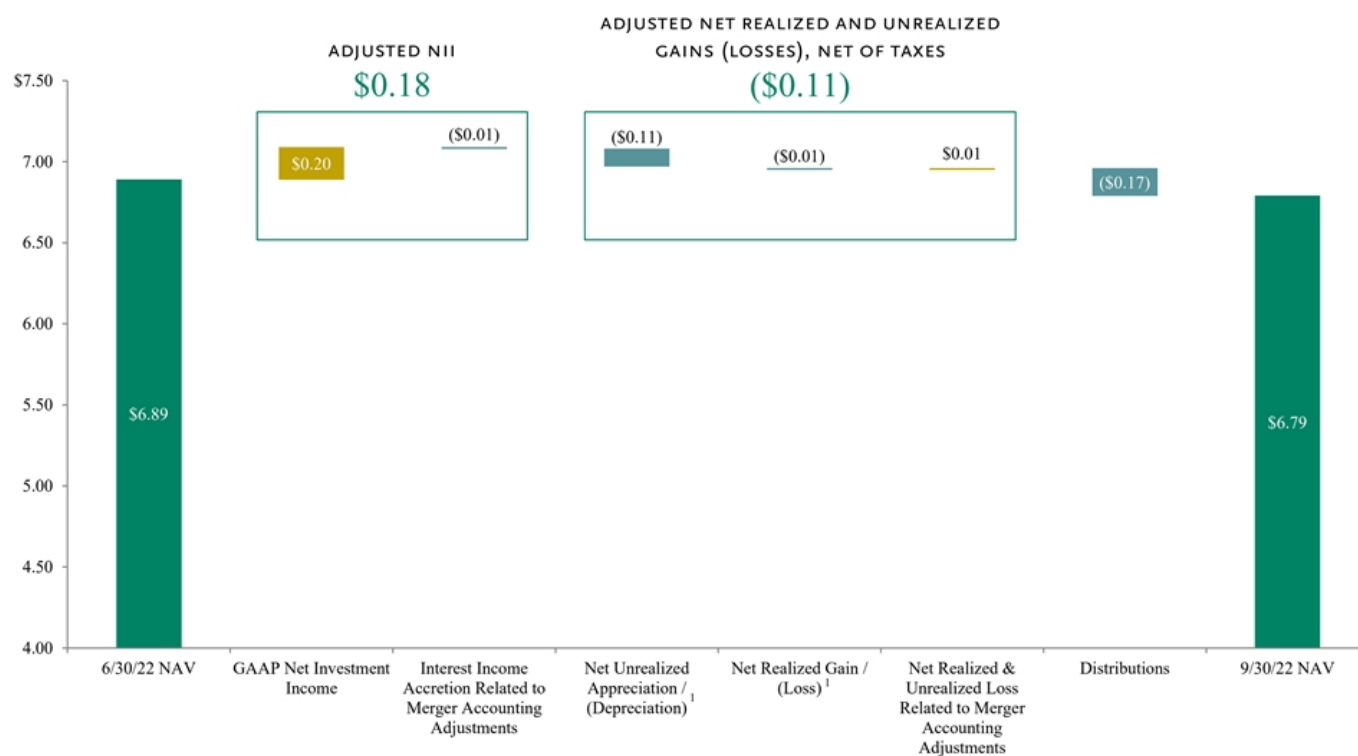 ADJUSTED NII
$0.18
ADJUSTED NET REALIZED AND UNREALIZED
GAINS (LOSSES), NET OF TAXES
($0.11)
$7.50
7.00
6.50
6.00
5.50
5.00
4.50
4.00
$6.89
$0.20
($0.01)
($0.11)
($0.01)
$0.01
($0.17)
$6.79
6/30/22 NAV
GAAP Net Investment
Income
Interest Income
Accretion Related to
Merger Accounting
Adjustments
Net Unrealized
Appreciation /
(Depreciation) 1
Net Realized Gain /
(Loss) 1
Net Realized &
Unrealized Loss
Related to Merger
Accounting
Adjustments
Distributions
9/30/22 NAV